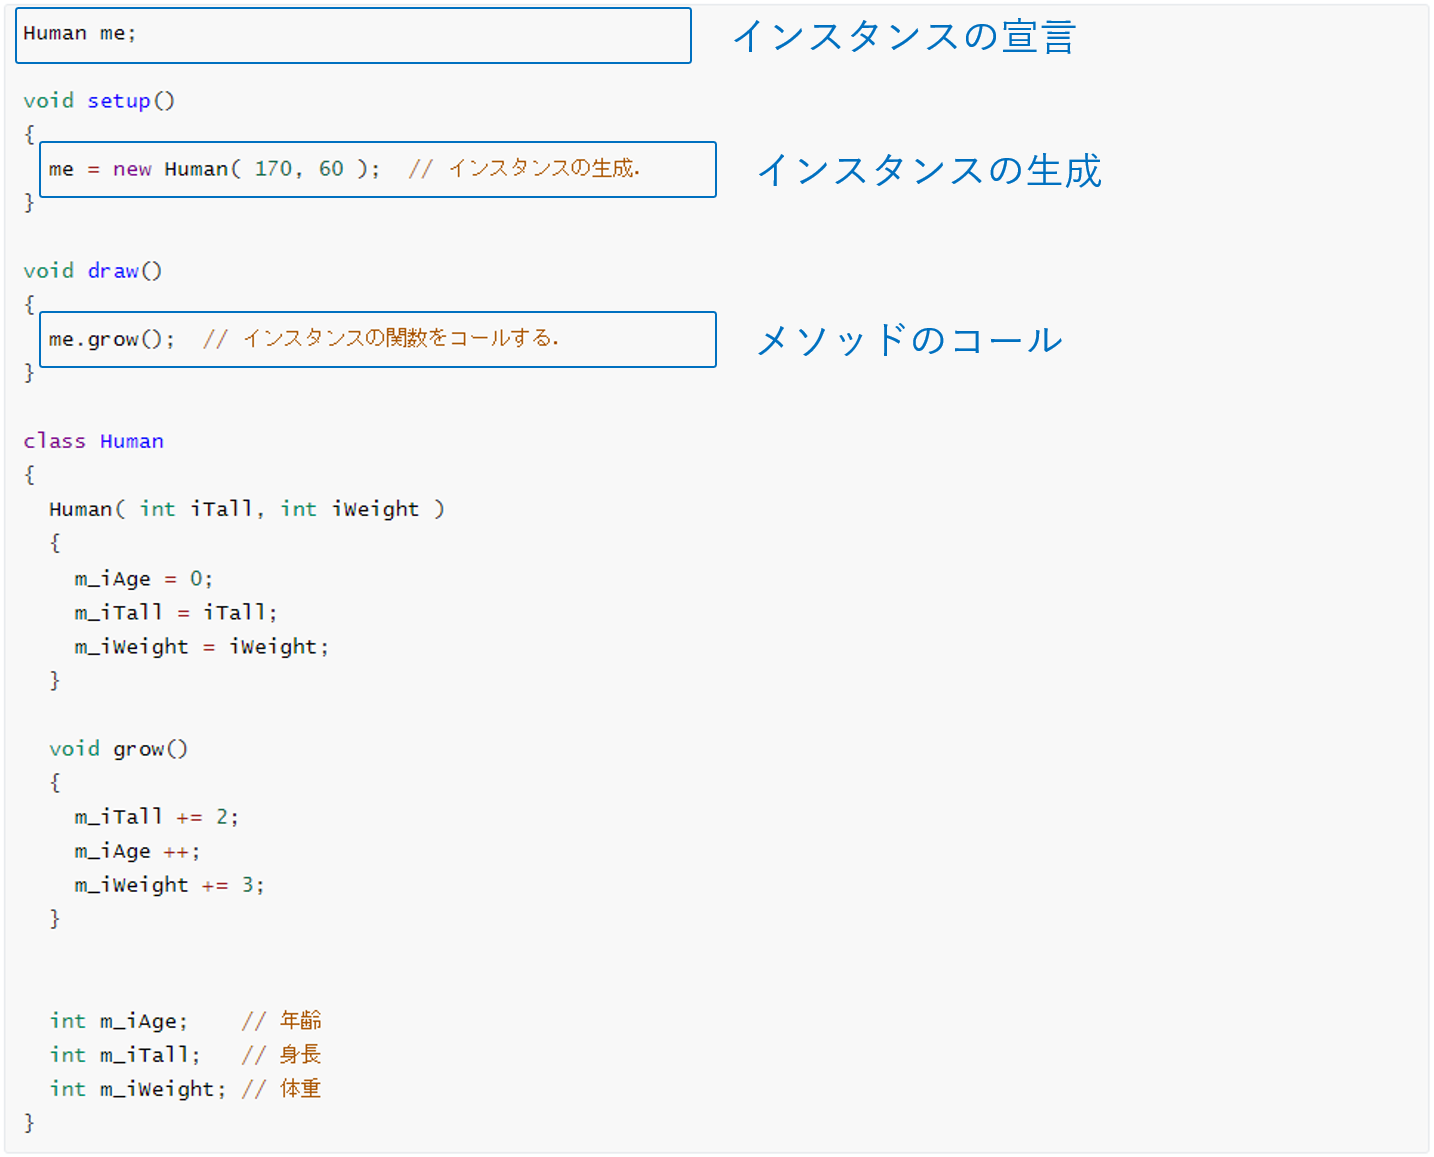 Human me;
インスタンスの宣言
void setup()
{
me = new Human( 170, 60 );  // インスタンスの生成.
インスタンスの生成
}
void draw()
{
me.grow();  // インスタンスの関数をコールする.
メソッドのコール
}
class Human
{
Human( int iTall, int iWeight )
{
m_iAge = 0;
m_iTall = iTall;
m_iWeight = iWeight;
}
void grow()
{
m_iTall += 2;
m_iAge ++;
m_iWeight += 3;
}
int m_iAge;    // 年齢
int m_iTall;   // 身長
int m_iWeight; // 体重
}